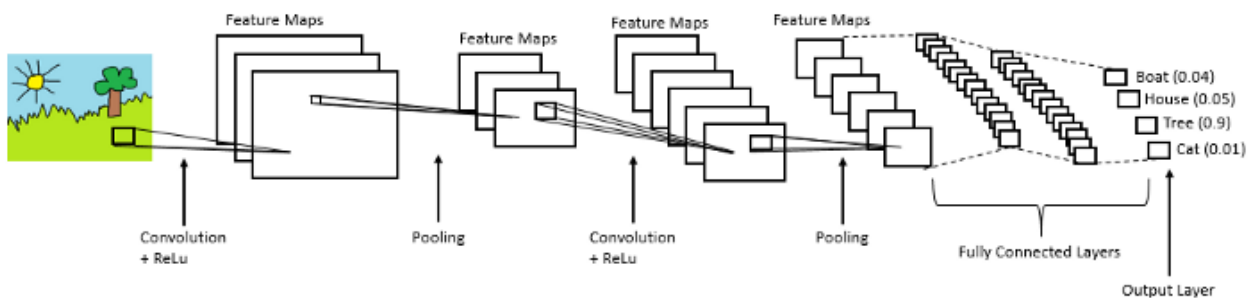 Feature Maps
Feature Maps
Feature Maps
Feature Maps
Boat (0.04)
House (0.05)
Tree (0.9)
Cat (0.01)
Convolution
+ ReLu
Pooling
Convolution
+ ReLu
Pooling
Fully Connected Layers
Output Layer